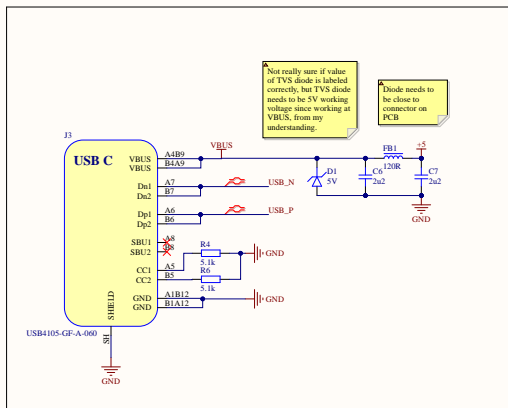 Not really sure if value
of TVS diode is labeled
correctly, but TVS diode
needs to be 5V working
voltage since working at
VBUS, from my
understanding.
Diode needs to
be close to
connector on
PCB
J3
USB C
VBUS
VBUS
Dn1
Dn2
Dp1
Dp2
SBU1
SBU2
CC1
CC2
GND
GND
SHIELD
A4B9
B4A9
A7
B7
A6
B6
A8
B8
A5
B5
A1B12
B1A12
SH
USB4105-GF-A-060
GND
VBUS
USB_N
USB_P
R4
5.1k
R6
5.1k
GND
GND
D1
5V
C6
2u2
FB1
120R
+5
C7
2u2
GND